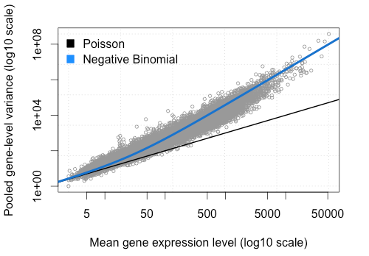 Pooled gene-level variance (log10 scale)
1e+08
1e+04
1e+00
Poisson
Negative Binomial
5 50 500 5000 50000
Mean gene expression level (log10 scale)